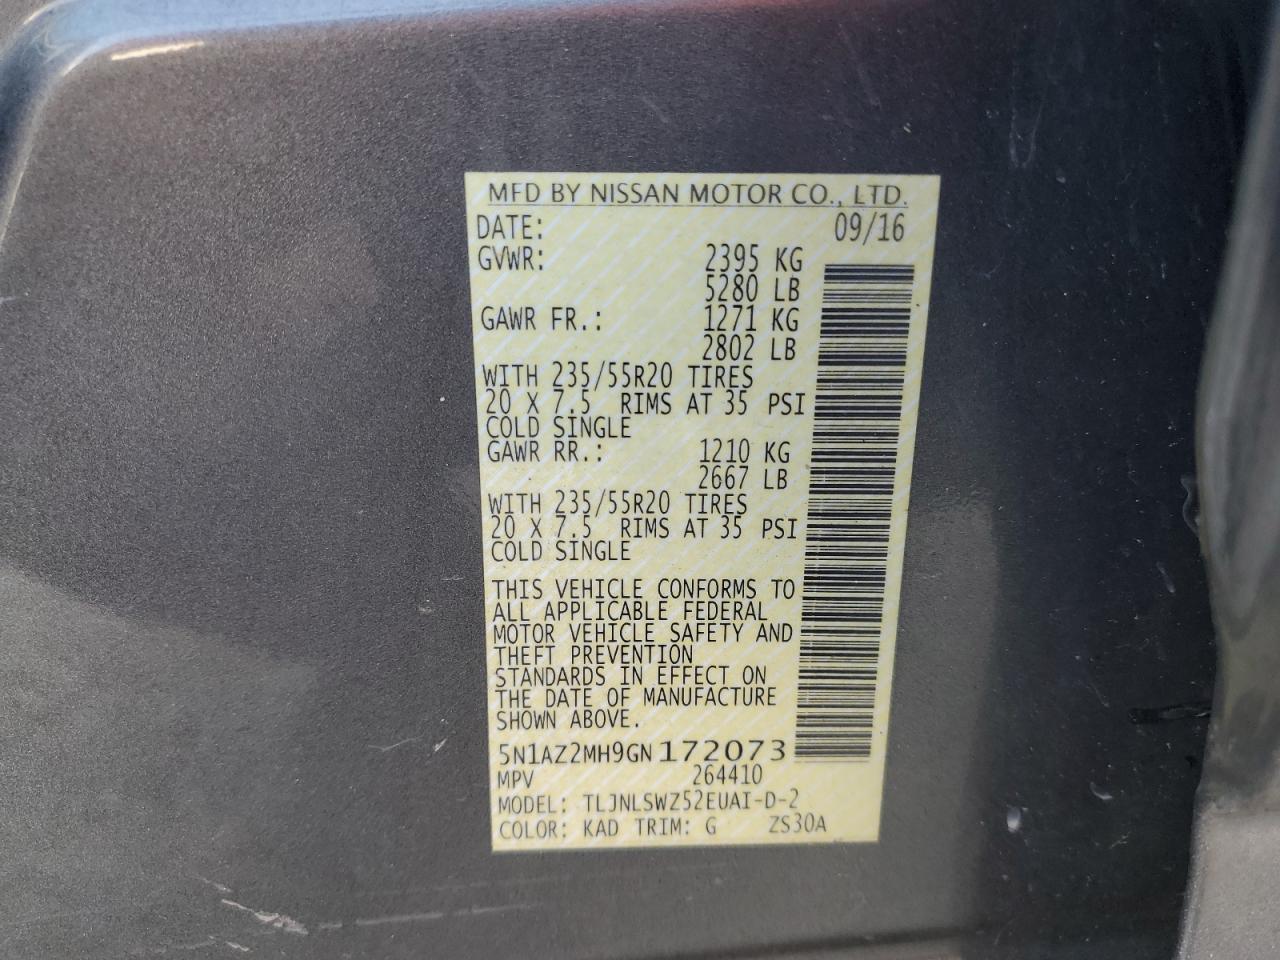 MFD BY NISSAN MOTOR CO., LTD.
DATE: 09/16
GVWR: 2395 KG
5280 LB
GAWR FR.: 1271 KG
2802 LB
WITH 235/55R20 TIRES
20 X 7.5 RIMS AT 35 PSI
COLD SINGLE
GAWR RR.: 1210 KG
2667 LB
WITH 235/55R20 TIRES
20 X 7.5 RIMS AT 35 PSI
COLD SINGLE
THIS VEHICLE CONFORMS TO
ALL APPLICABLE FEDERAL
MOTOR VEHICLE SAFETY AND
THEFT PREVENTION
STANDARDS IN EFFECT ON
THE DATE OF MANUFACTURE
SHOWN ABOVE.
5N1AZ2MH9GN172073
MPV 264410
MODEL: TLJNLSWZ52EUAI-D-2
COLOR: KAD TRIM: G ZS30A